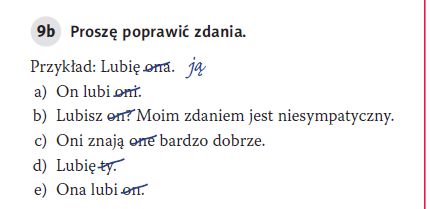 9b Proszę poprawić zdania.
Przykład: Lubię ona. ją
a) On lubi oni.
b) Lubisz on? Moim zdaniem jest niesympatyczny.
c) Oni znają one bardzo dobrze.
d) Lubię ty.
e) Ona lubi on.